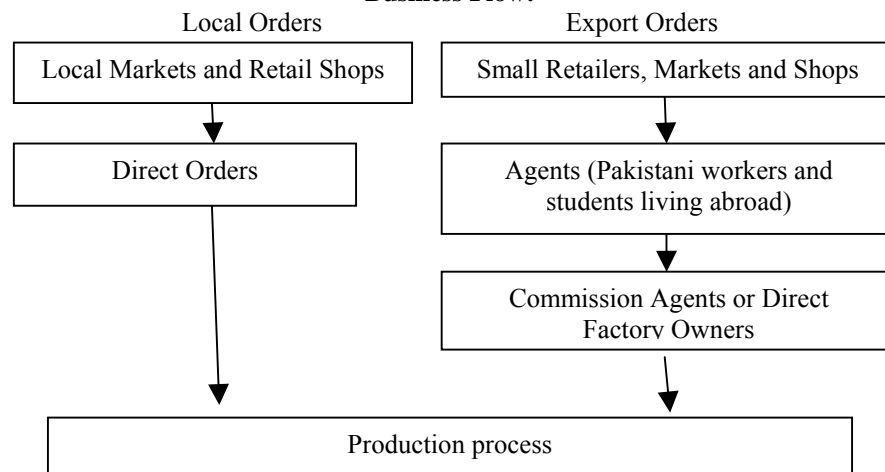 Business Flow:
Local Orders
Export Orders
Local Markets and Retail Shops
Small Retailers, Markets and Shops
Direct Orders
Agents (Pakistani workers and
students living abroad)
Commission Agents or Direct
Factory Owners
Production process